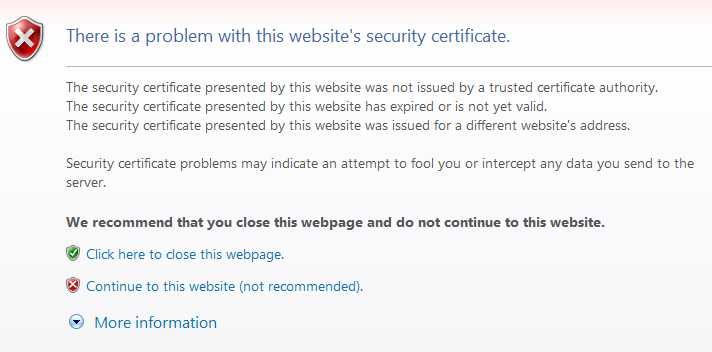 There is a problem with this website's security certificate.
The security certificate presented by this website was not issued by a trusted certificate authority.
The security certificate presented by this website has expired or is not yet valid.
The security certificate presented by this website was issued for a different website's address.
Security certificate problems may indicate an attempt to fool you or intercept any data you send to the
server.
We recommend that you close this webpage and do not continue to this website.
Click here to close this webpage.
Continue to this website (not recommended).
More information